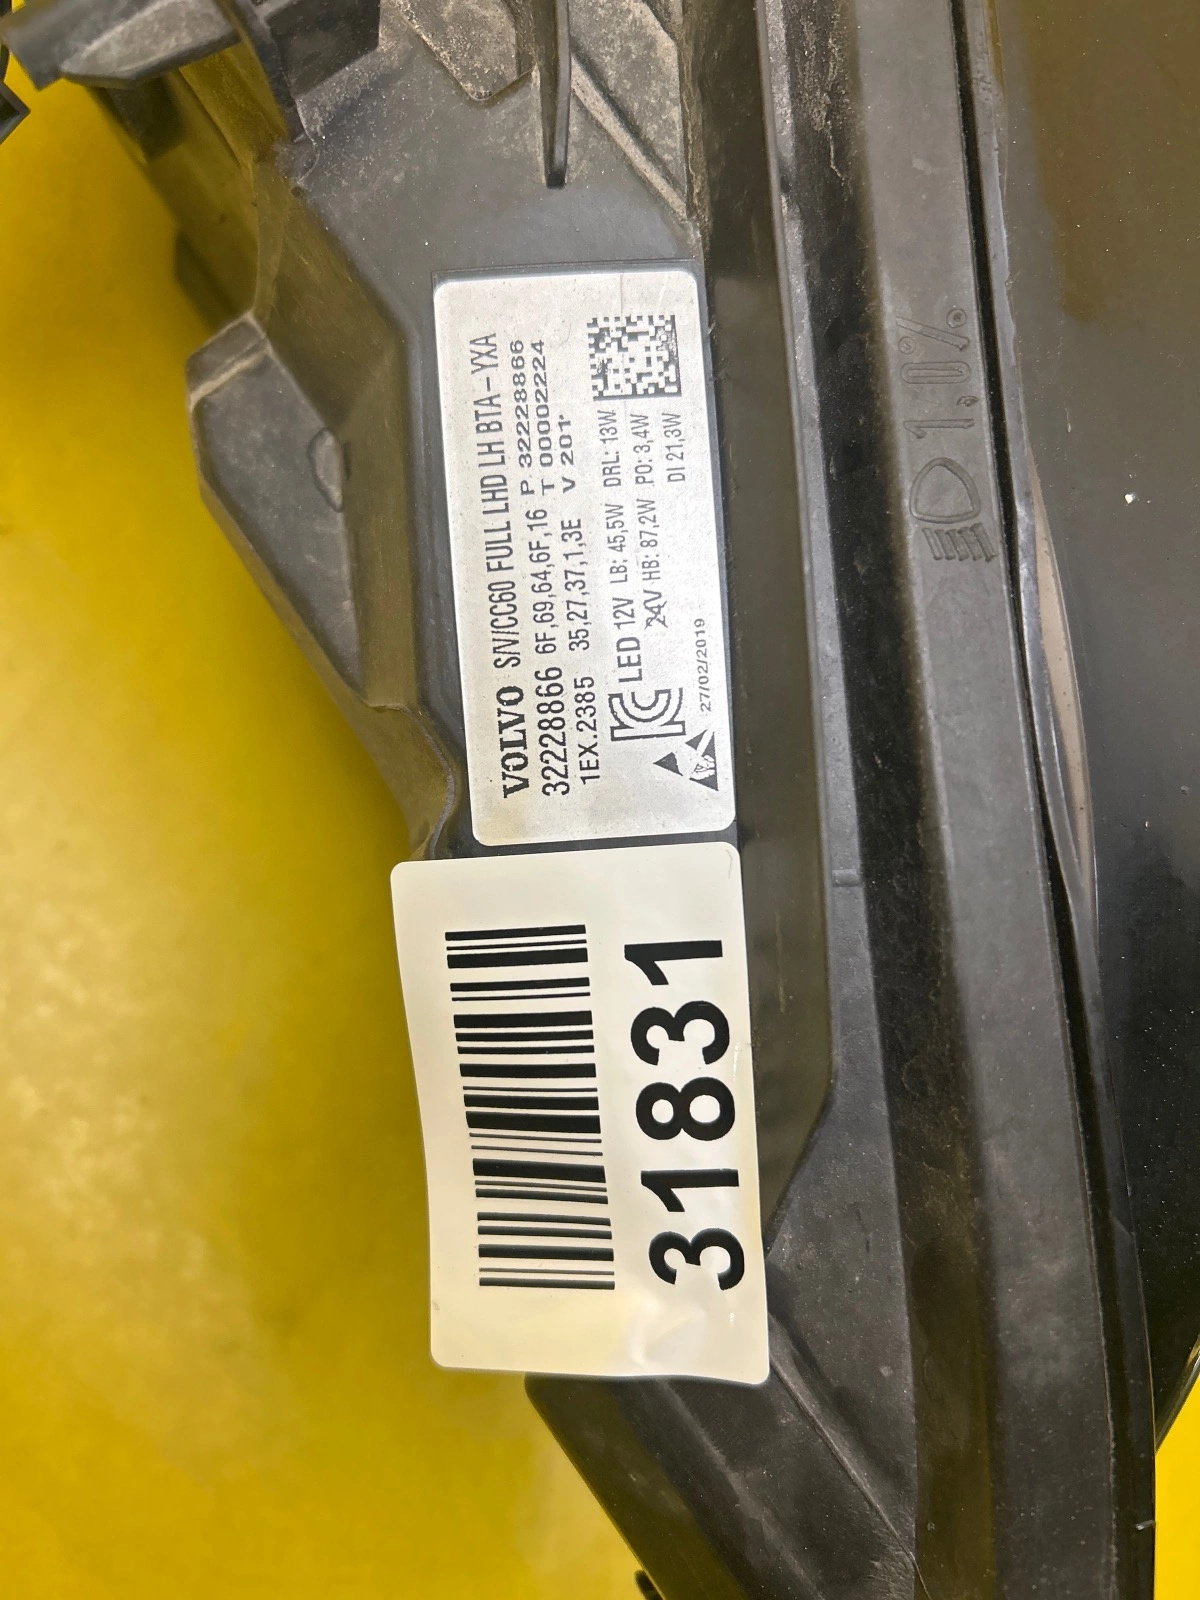 VOLVO S/V/CC60 FULL LHD LH BTA-YXA
32228866 6F,69,64,6F,16 P 32228866
1EX.2385 35,27,37,1,3E T 00002224
V 201
LED 12V LB: 45,5W DRL: 13W
24V HB: 87,2W PO: 3,4W
DI 21,3W
27/02/2019
31831
1,0%